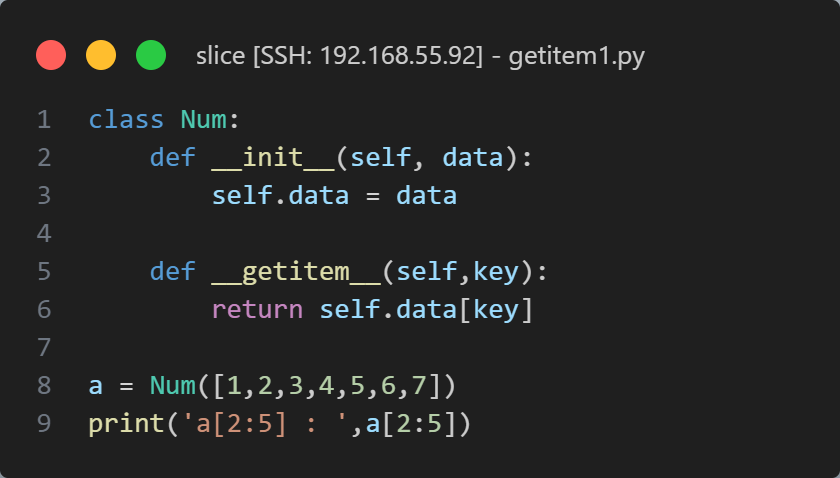 slice [SSH: 192.168.55.92] - getitem1.py
1 class Num:
2     def __init__(self, data):
3         self.data = data
4
5     def __getitem__(self,key):
6         return self.data[key]
7
8 a = Num([1,2,3,4,5,6,7])
9 print('a[2:5] : ',a[2:5])